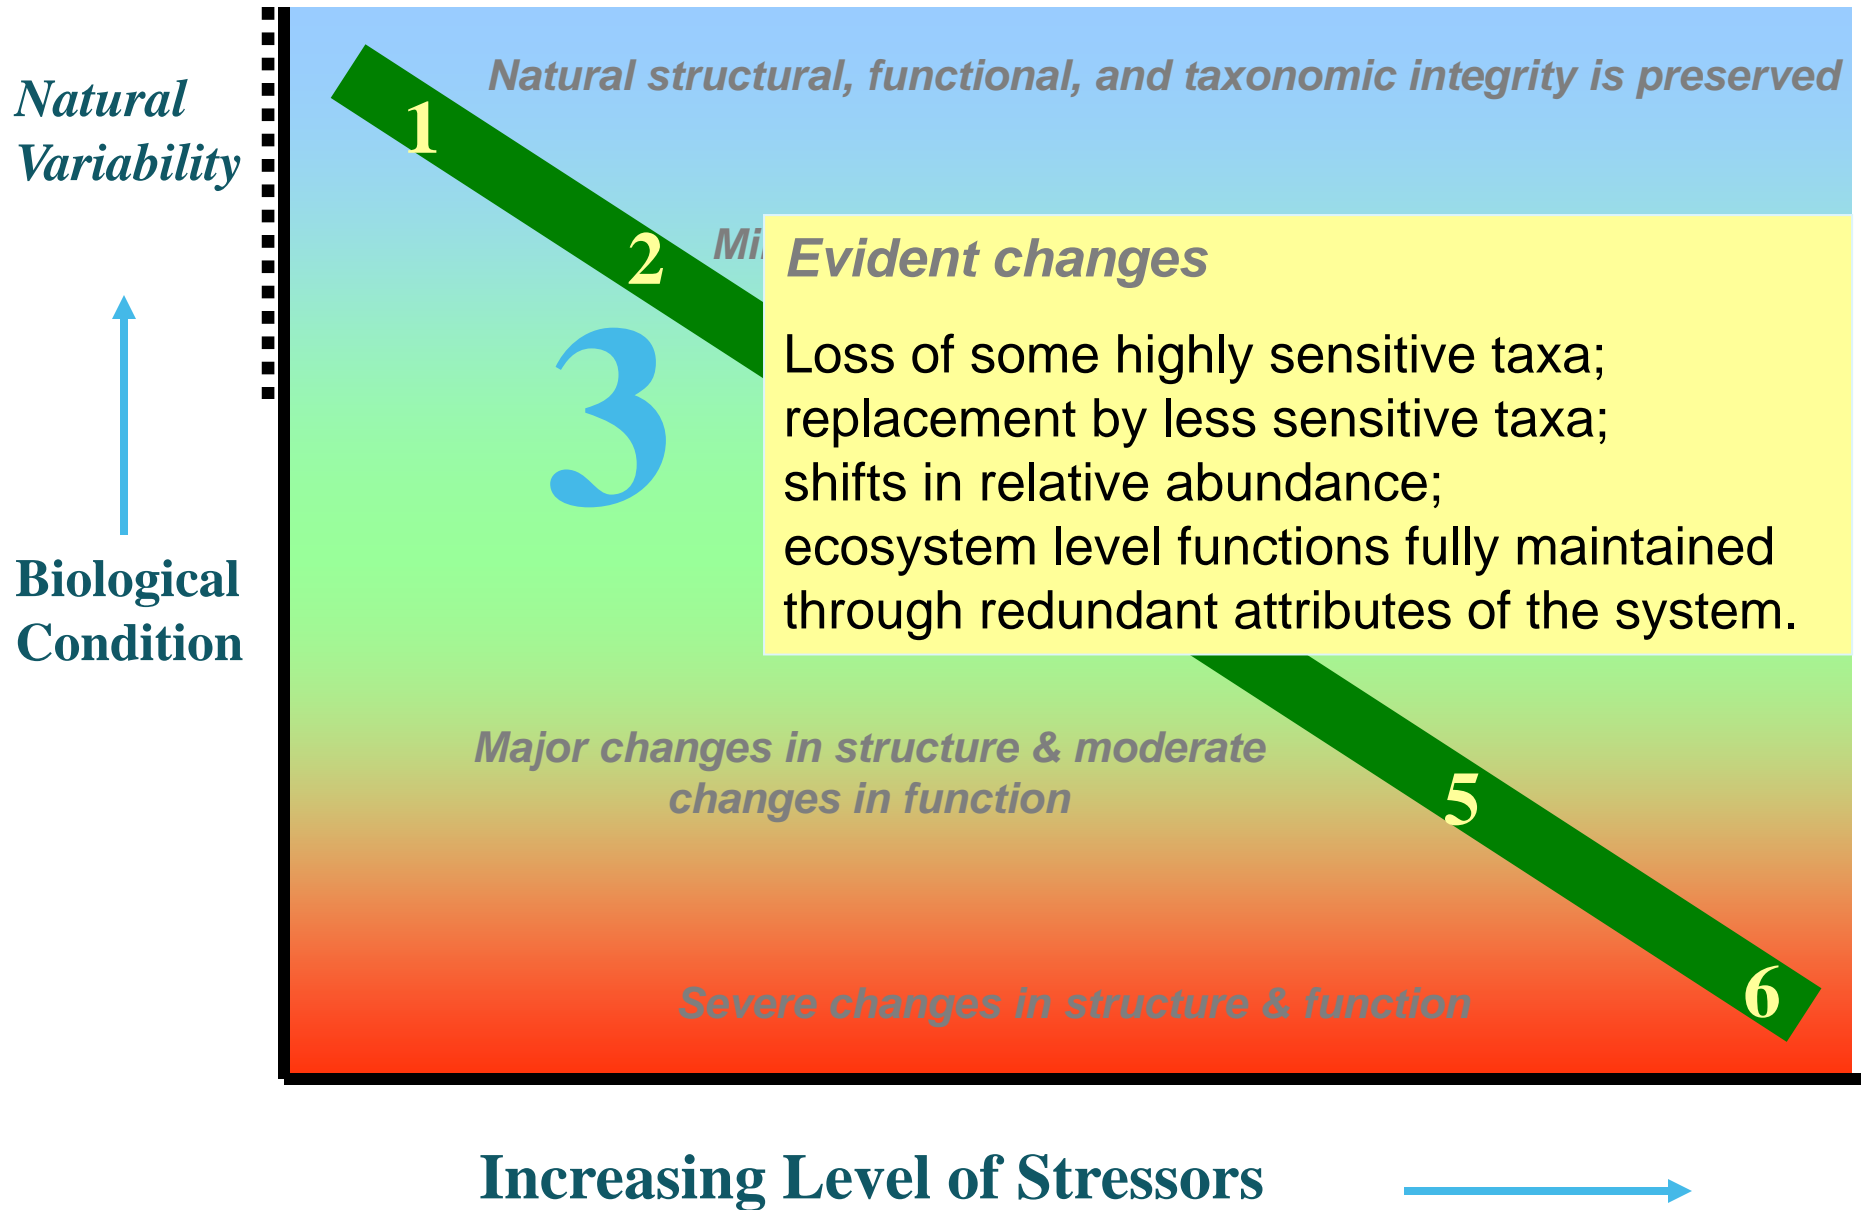 Natural
Variability
Biological
Condition
Natural structural, functional, and taxonomic integrity is preserved
1
2
3
Evident changes
Loss of some highly sensitive taxa;
replacement by less sensitive taxa;
shifts in relative abundance;
ecosystem level functions fully maintained
through redundant attributes of the system.
Major changes in structure & moderate
changes in function
5
Severe changes in structure & function
6
Increasing Level of Stressors